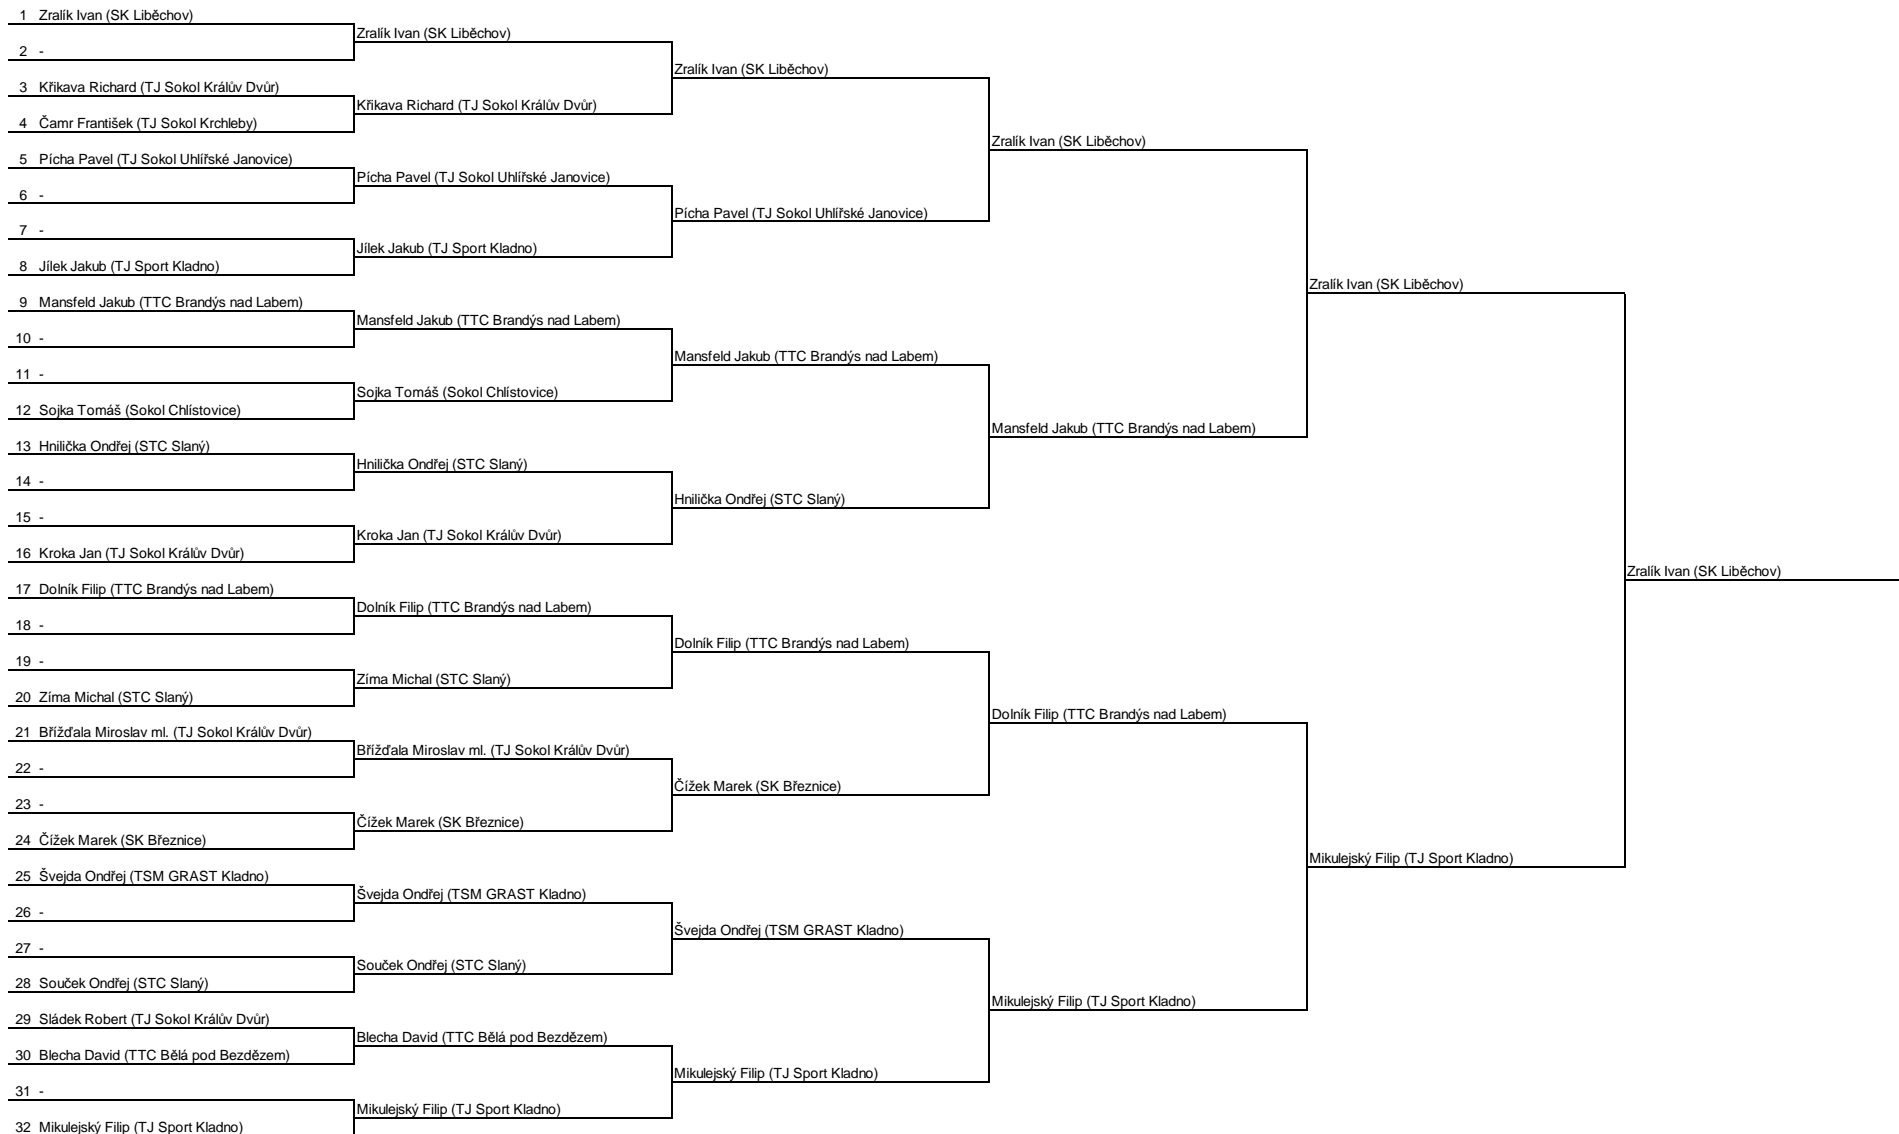 1 Zralík Ivan (SK Liběchov)
Zralík Ivan (SK Liběchov)
2 -
Zralík Ivan (SK Liběchov)
3 Křikava Richard (TJ Sokol Králův Dvůr)
Křikava Richard (TJ Sokol Králův Dvůr)
4 Čamr František (TJ Sokol Krchleby)
Zralík Ivan (SK Liběchov)
5 Pícha Pavel (TJ Sokol Uhlířské Janovice)
Pícha Pavel (TJ Sokol Uhlířské Janovice)
6 -
Pícha Pavel (TJ Sokol Uhlířské Janovice)
7 -
Jílek Jakub (TJ Sport Kladno)
8 Jílek Jakub (TJ Sport Kladno)
Zralík Ivan (SK Liběchov)
9 Mansfeld Jakub (TTC Brandýs nad Labem)
Mansfeld Jakub (TTC Brandýs nad Labem)
10 -
Mansfeld Jakub (TTC Brandýs nad Labem)
11 -
Sojka Tomáš (Sokol Chlístovice)
12 Sojka Tomáš (Sokol Chlístovice)
Mansfeld Jakub (TTC Brandýs nad Labem)
13 Hnilička Ondřej (STC Slaný)
Hnilička Ondřej (STC Slaný)
14 -
Hnilička Ondřej (STC Slaný)
15 -
Kroka Jan (TJ Sokol Králův Dvůr)
16 Kroka Jan (TJ Sokol Králův Dvůr)
Zralík Ivan (SK Liběchov)
17 Dolník Filip (TTC Brandýs nad Labem)
Dolník Filip (TTC Brandýs nad Labem)
18 -
Dolník Filip (TTC Brandýs nad Labem)
19 -
Zíma Michal (STC Slaný)
20 Zíma Michal (STC Slaný)
Dolník Filip (TTC Brandýs nad Labem)
21 Břížďala Miroslav ml. (TJ Sokol Králův Dvůr)
Břížďala Miroslav ml. (TJ Sokol Králův Dvůr)
22 -
Čížek Marek (SK Březnice)
23 -
Čížek Marek (SK Březnice)
24 Čížek Marek (SK Březnice)
Mikulejský Filip (TJ Sport Kladno)
25 Švejda Ondřej (TSM GRAST Kladno)
Švejda Ondřej (TSM GRAST Kladno)
26 -
Švejda Ondřej (TSM GRAST Kladno)
27 -
Souček Ondřej (STC Slaný)
28 Souček Ondřej (STC Slaný)
Mikulejský Filip (TJ Sport Kladno)
29 Sládek Robert (TJ Sokol Králův Dvůr)
Blecha David (TTC Bělá pod Bezdězem)
30 Blecha David (TTC Bělá pod Bezdězem)
Mikulejský Filip (TJ Sport Kladno)
31 -
Mikulejský Filip (TJ Sport Kladno)
32 Mikulejský Filip (TJ Sport Kladno)